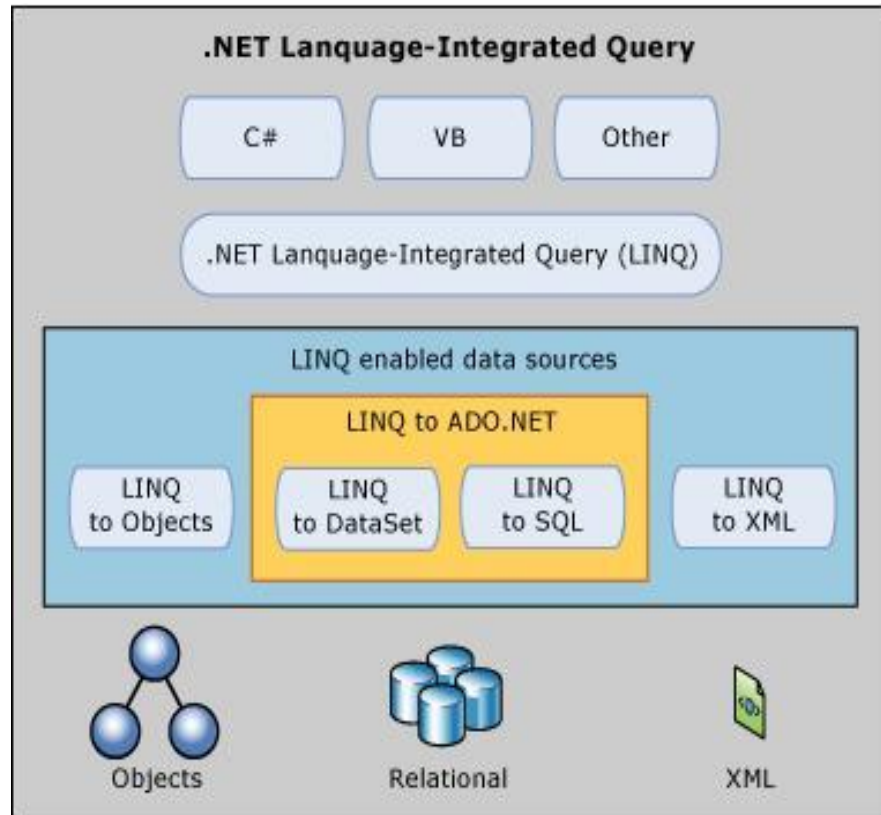 .NET Lanquage-Integrated Query
C# VB Other
.NET Lanquage-Integrated Query (LINQ)
LINQ enabled data sources
LINQ to ADO.NET
LINQ
to Objects
LINQ
to DataSet
LINQ
to SQL
LINQ
to XML
Objects Relational XML